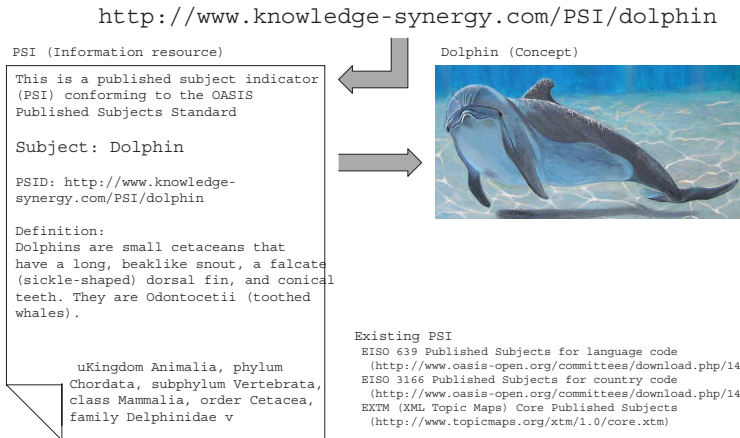 http://www.knowledge-synergy.com/PSI/dolphin
PSI (Information resource)
Dolphin (Concept)
This is a published subject indicator
(PSI) conforming to the OASIS
Published Subjects Standard
Subject: Dolphin
PSID: http://www.knowledge-
synergy.com/PSI/dolphin
Definition:
Dolphins are small cetaceans that
have a long, beaklike snout, a falcate
(sickle-shaped) dorsal fin, and conical
teeth. They are Odontocetii (toothed
whales).
uKingdom Animalia, phylum
Chordata, subphylum Vertebrata,
class Mammalia, order Cetacea,
family Delphinidae v
Existing PSI
EISO 639 Published Subjects for language code
(http://www.oasis-open.org/committees/download.php/14
EISO 3166 Published Subjects for country code
(http://www.oasis-open.org/committees/download.php/14
EXTM (XML Topic Maps) Core Published Subjects
(http://www.topicmaps.org/xtm/1.0/core.xtm)